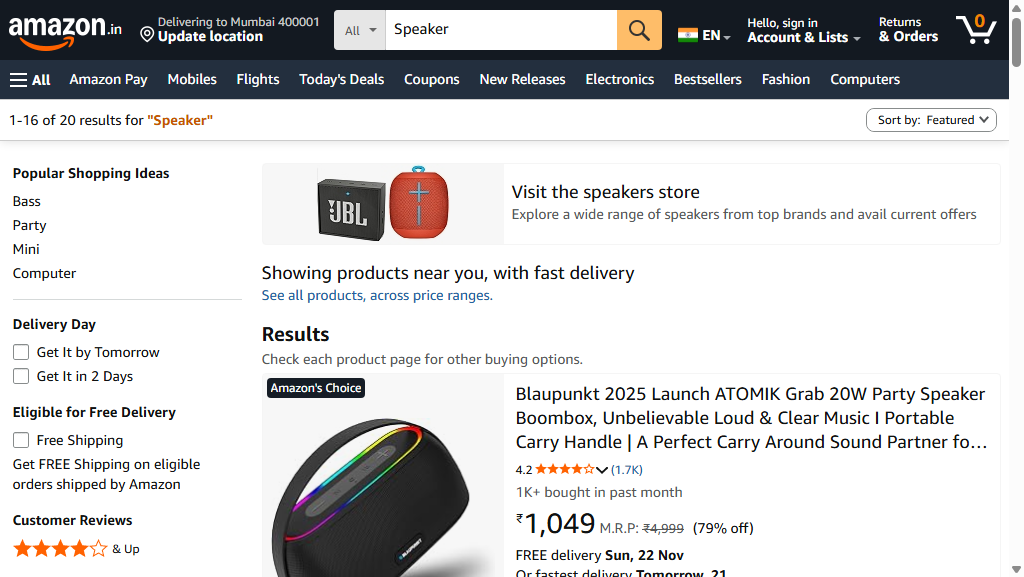 amazon.in
Delivering to Mumbai 400001
Update location
All
Speaker
EN
Hello, sign in
Account & Lists
Returns
& Orders
0
All
Amazon Pay
Mobiles
Flights
Today's Deals
Coupons
New Releases
Electronics
Bestsellers
Fashion
Computers
1-16 of 20 results for "Speaker"
Sort by: Featured
Popular Shopping Ideas
Bass
Party
Mini
Computer
Delivery Day
Get It by Tomorrow
Get It in 2 Days
Eligible for Free Delivery
Free Shipping
Get FREE Shipping on eligible
orders shipped by Amazon
Customer Reviews
& Up
JBL
Visit the speakers store
Explore a wide range of speakers from top brands and avail current offers
Showing products near you, with fast delivery
See all products, across price ranges.
Results
Check each product page for other buying options.
Amazon's Choice
BLAUPUNKT
Blaupunkt 2025 Launch ATOMIK Grab 20W Party Speaker
Boombox, Unbelievable Loud & Clear Music I Portable
Carry Handle | A Perfect Carry Around Sound Partner fo…
4.2 (1.7K)
1K+ bought in past month
₹1,049 M.R.P: ₹4,999 (79% off)
FREE delivery Sun, 22 Nov
Or fastest delivery Tomorrow, 21